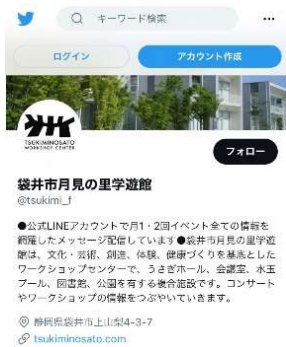 キーワード検索
ログイン
アカウント作成
TSUKIMINOSATO
WORKSHOP CENTER
フォロー
袋井市月見の里学遊館
@tsukimi_f
●公式LINEアカウントで月1・2回イベント全ての情報を
網羅したメッセージ配信しています●袋井市月見の里学遊
館は、文化・芸術、創造、体験、健康づくりを基本とした
ワークショップセンターで、うさぎホール、会議室、水玉
プール、図書館、公園を有する複合施設です。コンサート
やワークショップの情報をつぶやいていきます。
静岡県袋井市上山梨4-3-7
tsukiminosato.com